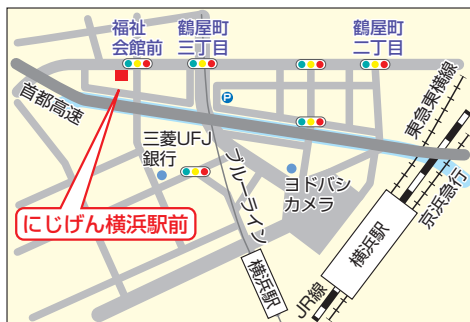 福祉
会館前
鶴屋町
三丁目
鶴屋町
二丁目
首都高速
P
東急東横線
三菱UFJ
銀行
ブルーライン
ヨドバシ
カメラ
京浜急行
にじげん横浜駅前
横浜駅
横浜駅
JR線